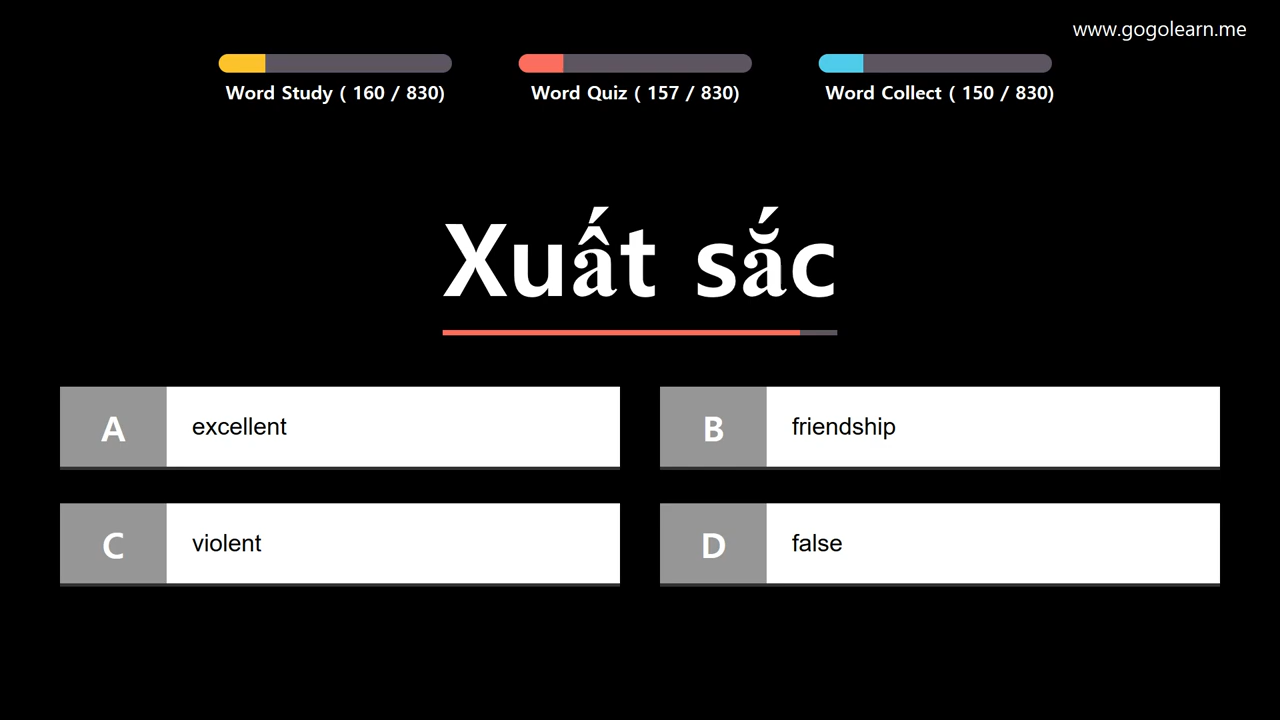 www.gogolearn.me
Word Study ( 160 / 830)
Word Quiz ( 157 / 830)
Word Collect ( 150 / 830)
Xuất sắc
A excellent
B friendship
C violent
D false